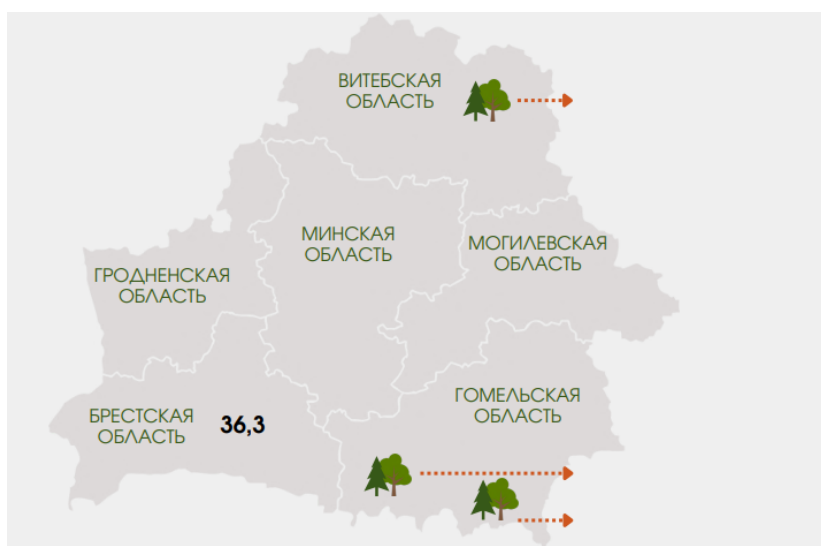 ВИТЕБСКАЯ
ОБЛАСТЬ
МИНСКАЯ
ОБЛАСТЬ
МОГИЛЕВСКАЯ
ОБЛАСТЬ
ГРОДНЕНСКАЯ
ОБЛАСТЬ
БРЕСТСКАЯ
ОБЛАСТЬ
36,3
ГОМЕЛЬСКАЯ
ОБЛАСТЬ